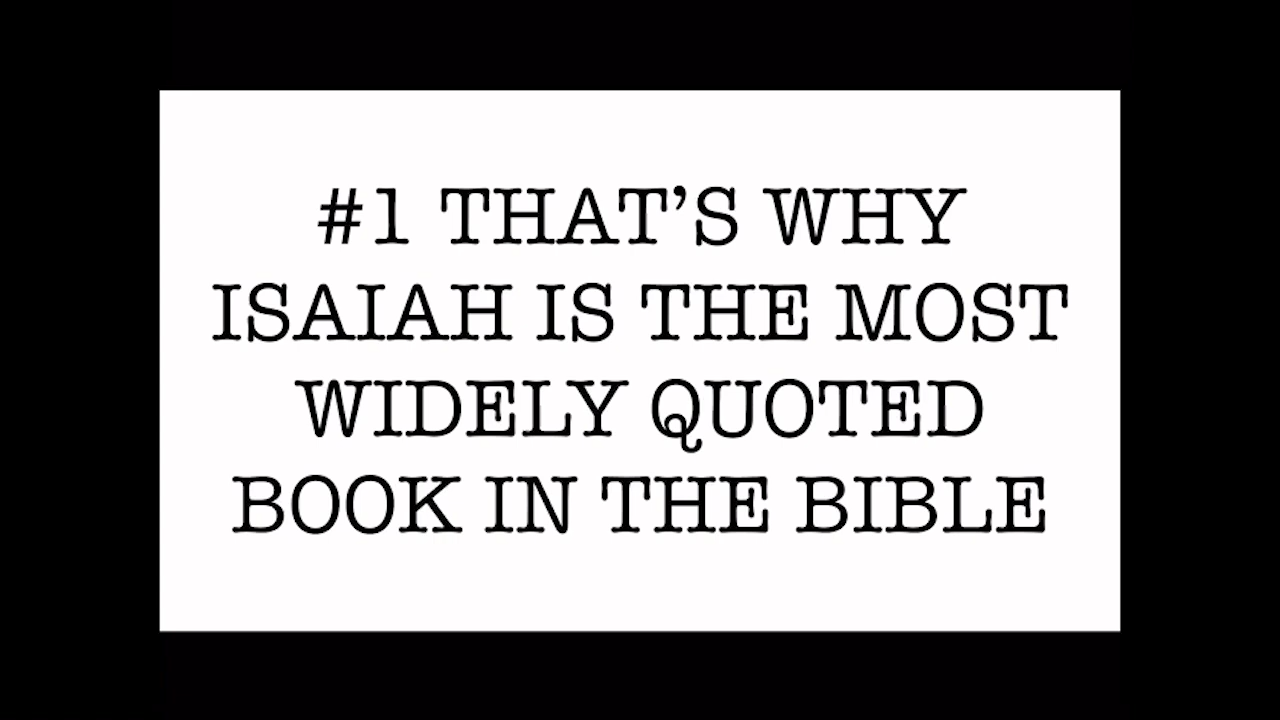 #1 THAT’S WHY
ISAIAH IS THE MOST
WIDELY QUOTED
BOOK IN THE BIBLE